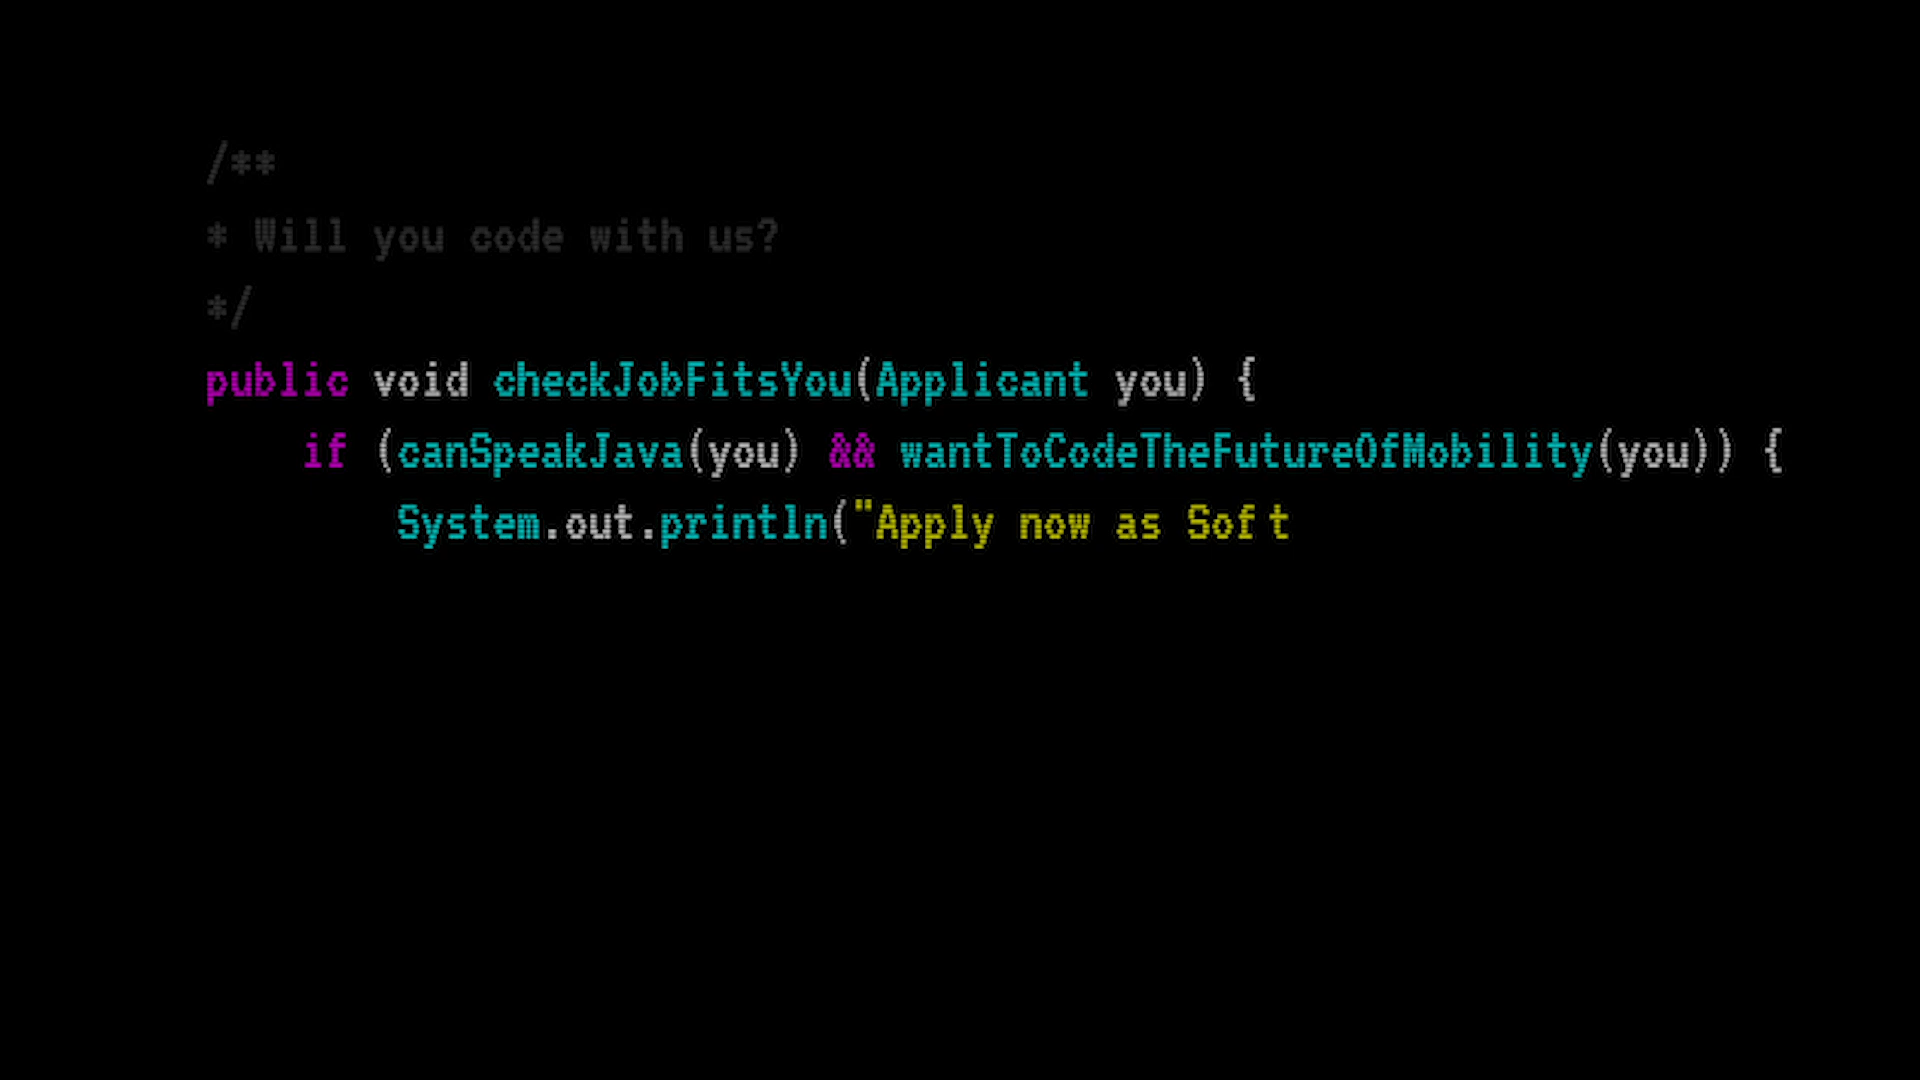 /**
* Will you code with us?
*/
public void checkJobFitsYou(Applicant you) {
if (canSpeakJava(you) && wantToCodeTheFutureOfMobility(you)) {
System.out.println("Apply now as Soft